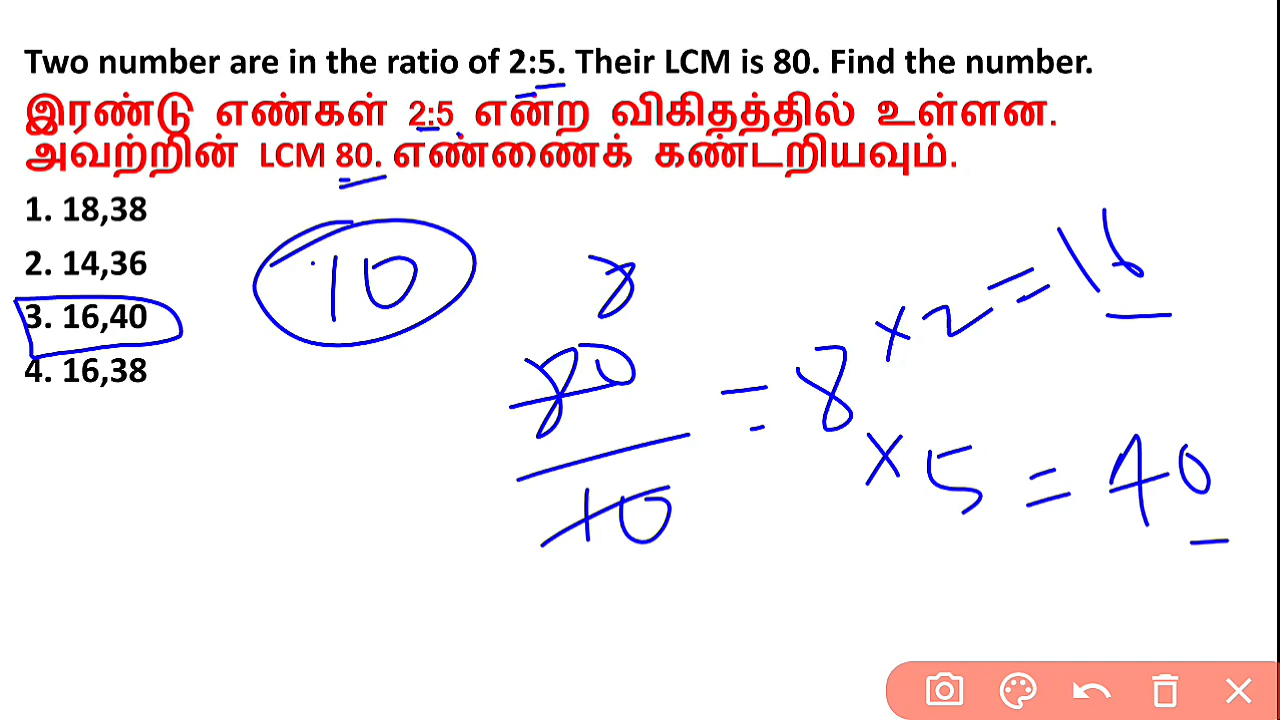 Two number are in the ratio of 2:5. Their LCM is 80. Find the number.
இரண்டு எண்கள் 2:5 என்ற விகிதத்தில் உள்ளன.
அவற்றின் LCM 80. எண்ணைக் கண்டறியவும்.
1. 18,38
2. 14,36
3. 16,40
4. 16,38
10
8
80
10
= 8
×2 = 16
×5 = 40